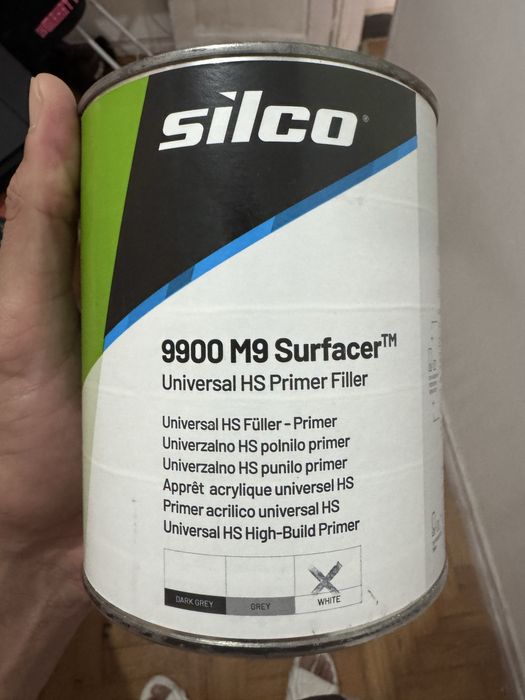 silco®
9900 M9 Surfacer™
Universal HS Primer Filler
Universal HS Füller - Primer
Univerzalno HS polnilo primer
Univerzalno HS punilo primer
Apprêt acrylique universel HS
Primer acrilico universal HS
Universal HS High-Build Primer
DARK GREY GREY WHITE